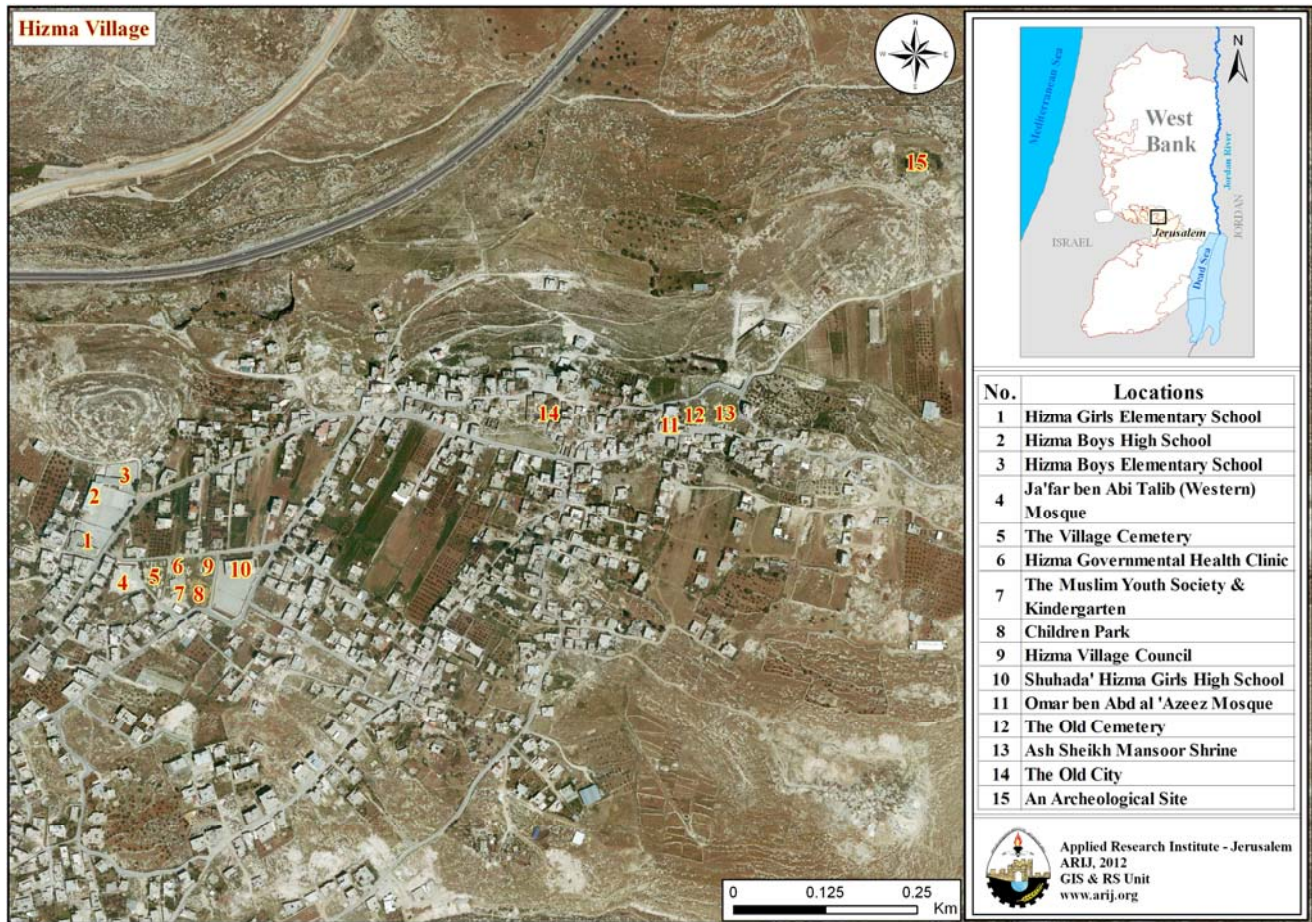 Hizma Village
N
W
E
S
15
14
11
12
13
3
2
1
4
5
6
9
10
7
8
0
0.125
0.25
Km
N
Mediterranean Sea
West
Bank
Jordan River
JORDAN
Jerusalem
ISRAEL
Dead Sea
No. Locations
1 Hizma Girls Elementary School
2 Hizma Boys High School
3 Hizma Boys Elementary School
4 Ja'far ben Abi Talib (Western)
Mosque
5 The Village Cemetery
6 Hizma Governmental Health Clinic
7 The Muslim Youth Society &
Kindergarten
8 Children Park
9 Hizma Village Council
10 Shuhada' Hizma Girls High School
11 Omar ben Abd al 'Azeez Mosque
12 The Old Cemetery
13 Ash Sheikh Mansoor Shrine
14 The Old City
15 An Archeological Site
Applied Research Institute - Jerusalem
ARIJ, 2012
GIS & RS Unit
www.arij.org